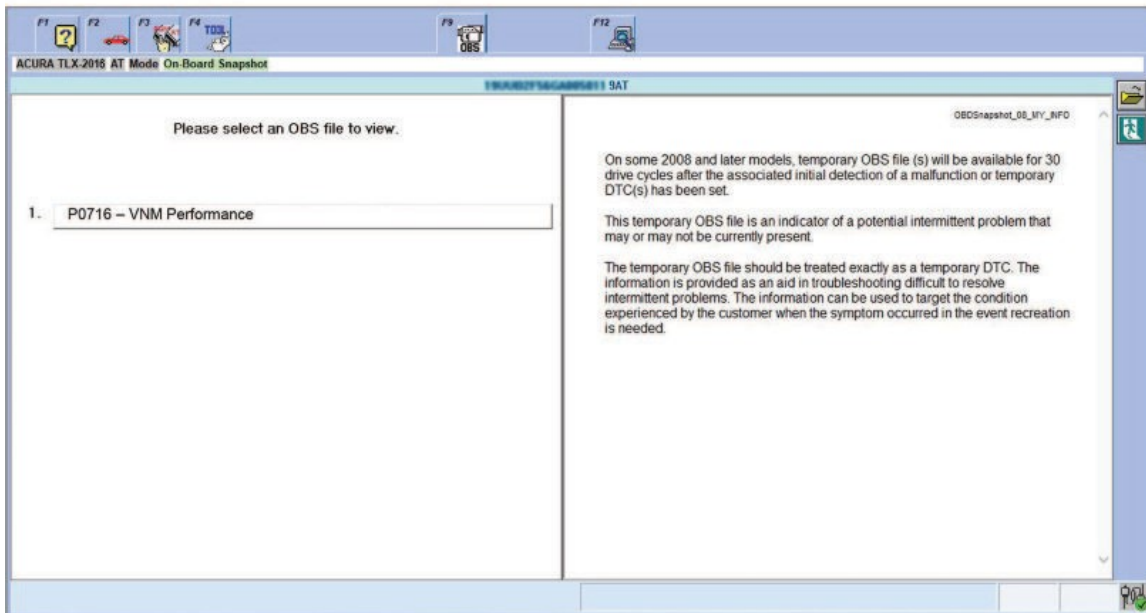 F1 F2 F3 F4 TOOL F9 OBS F12
ACURA TLX-2016 AT Mode On-Board Snapshot
9AT
Please select an OBS file to view.
1. P0716 – VNM Performance
OBDSnapshot_08_MY_INFO
On some 2008 and later models, temporary OBS file (s) will be available for 30
drive cycles after the associated initial detection of a malfunction or temporary
DTC(s) has been set.
This temporary OBS file is an indicator of a potential intermittent problem that
may or may not be currently present.
The temporary OBS file should be treated exactly as a temporary DTC. The
information is provided as an aid in troubleshooting difficult to resolve
intermittent problems. The information can be used to target the condition
experienced by the customer when the symptom occurred in the event recreation
is needed.